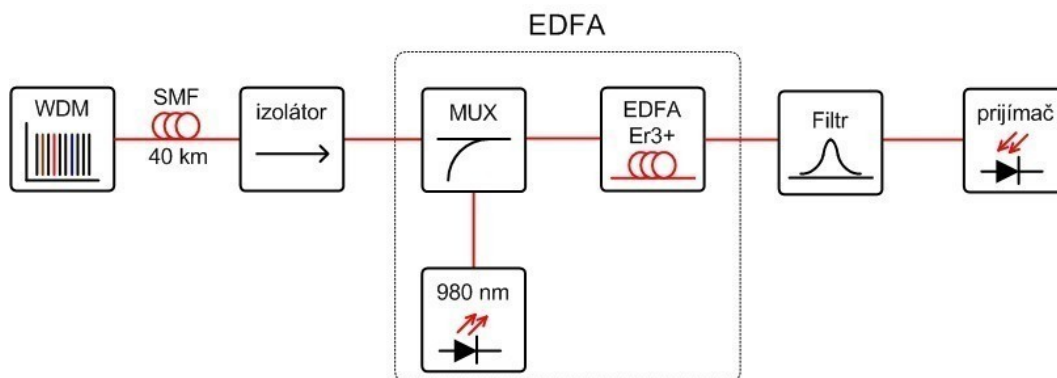 EDFA
WDM
SMF
40 km
izolátor
MUX
EDFA
Er3+
Filtr
prijímač
980 nm